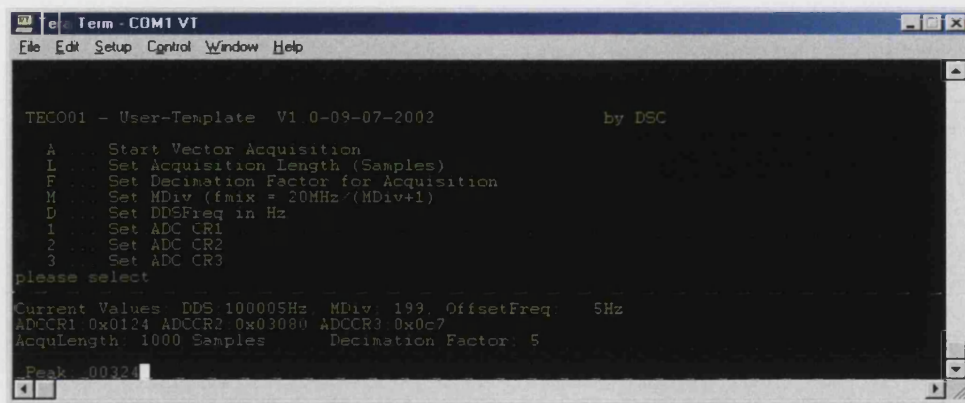 Tera Term - COM1 VT
File Edit Setup Control Window Help
TECO01 - User-Template V1.0-09-07-2002 by DSC
A ... Start Vector Acquisition
L ... Set Acquisition Length (Samples)
F ... Set Decimation Factor for Acquisition
M ... Set MDiv (fmix = 20MHz/(MDiv+1)
D ... Set DDSFreq in Hz
1 ... Set ADC CR1
2 ... Set ADC CR2
3 ... Set ADC CR3
please select
Current Values: DDS:100005Hz, MDiv: 199, OffsetFreq: 5Hz
ADCCR1:0x0124 ADCCR2:0x03080 ADCCR3:0x0c7
AcquLength: 1000 Samples Decimation Factor: 5
Peak: 00324